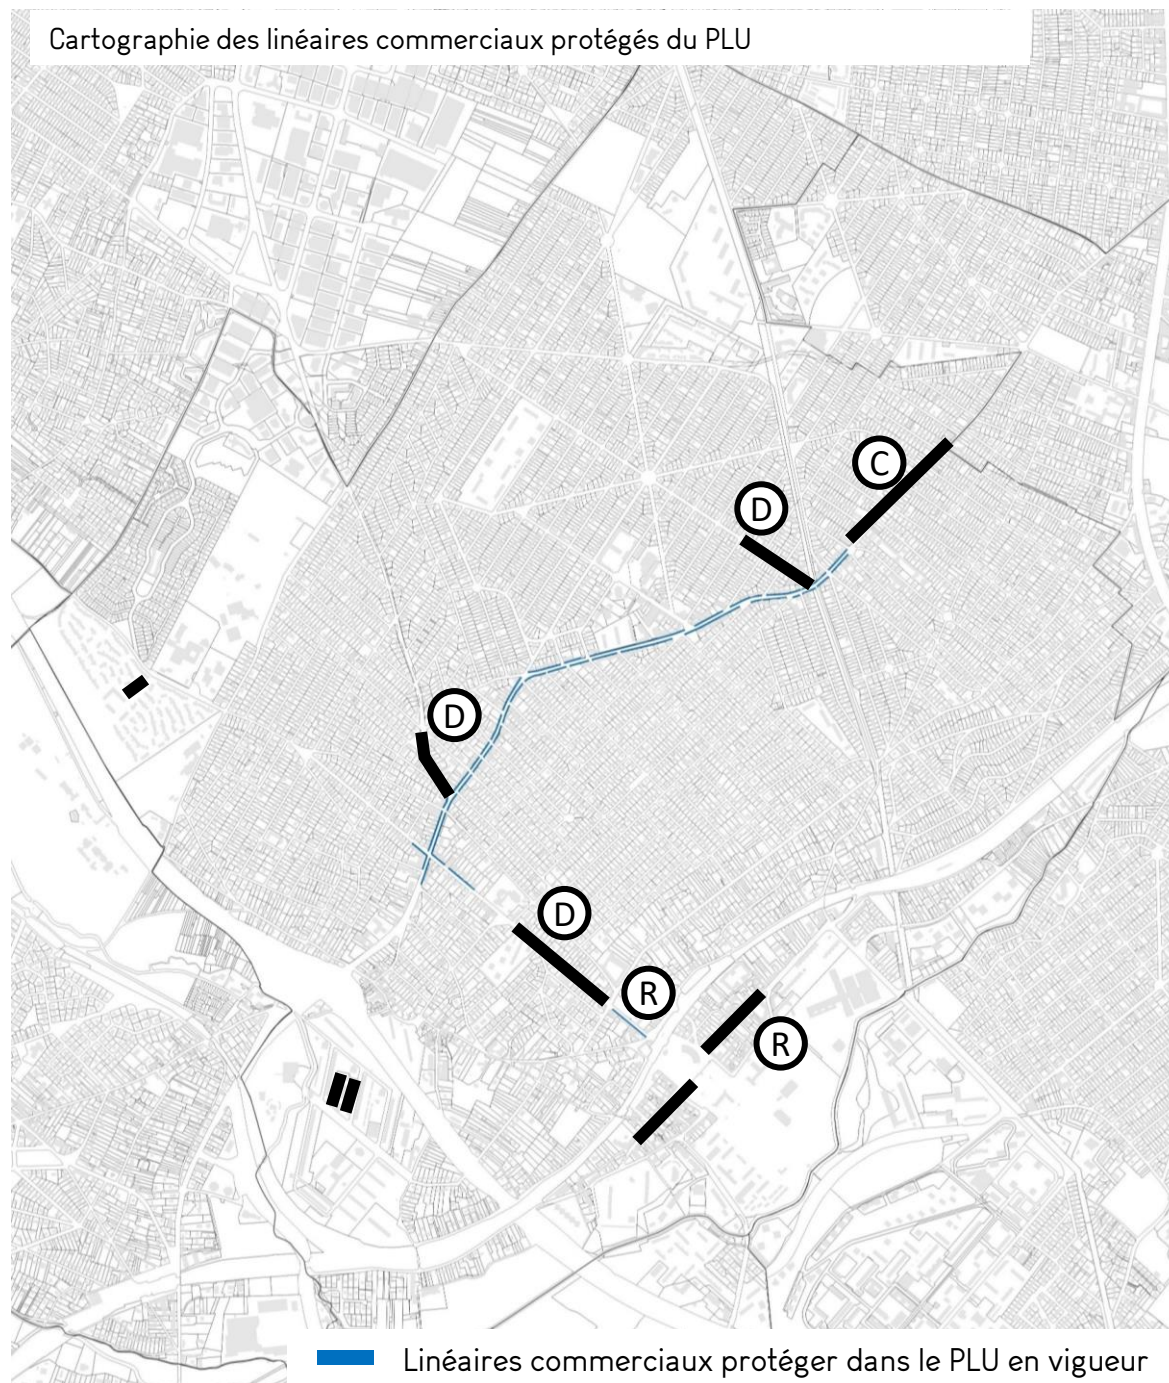 Cartographie des linéaires commerciaux protégés du PLU
C
D
D
D
R
R
Linéaires commerciaux protéger dans le PLU en vigueur